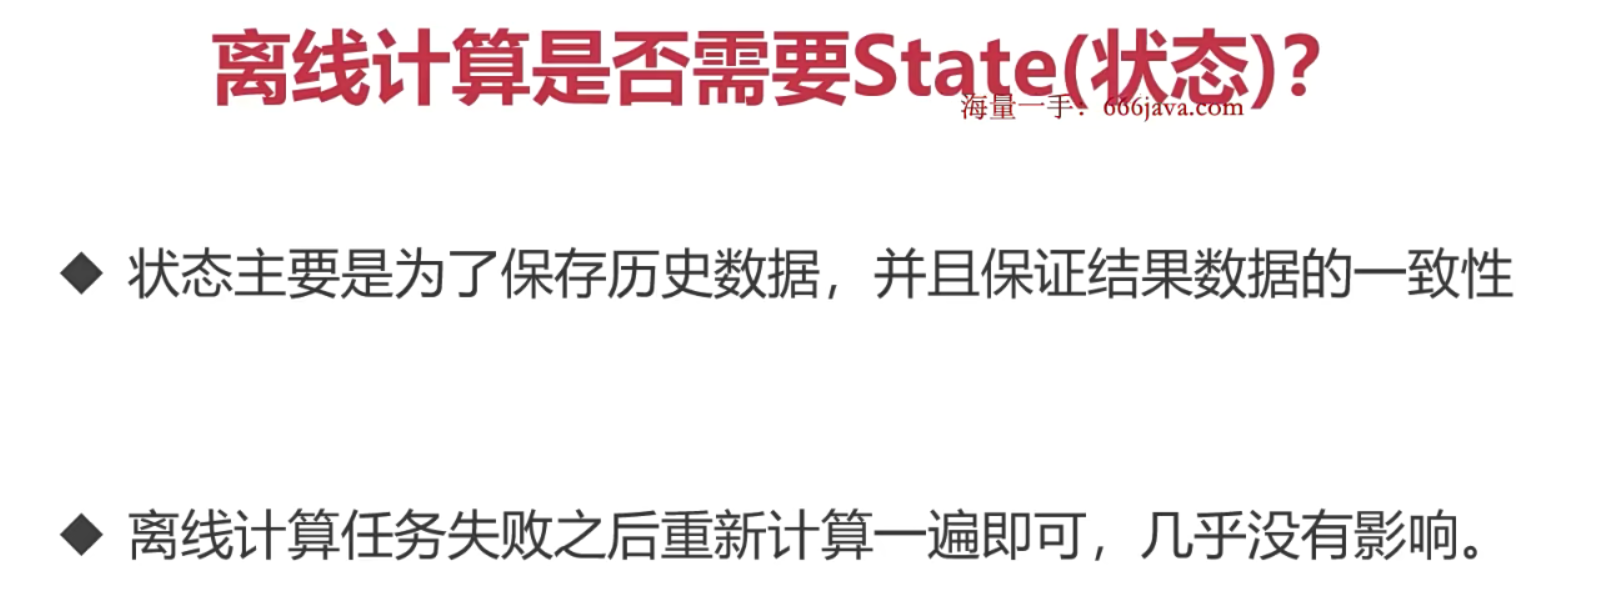 离线计算是否需要State(状态)?
海量一手：666java.com
状态主要是为了保存历史数据，并且保证结果数据的一致性
离线计算任务失败之后重新计算一遍即可，几乎没有影响。